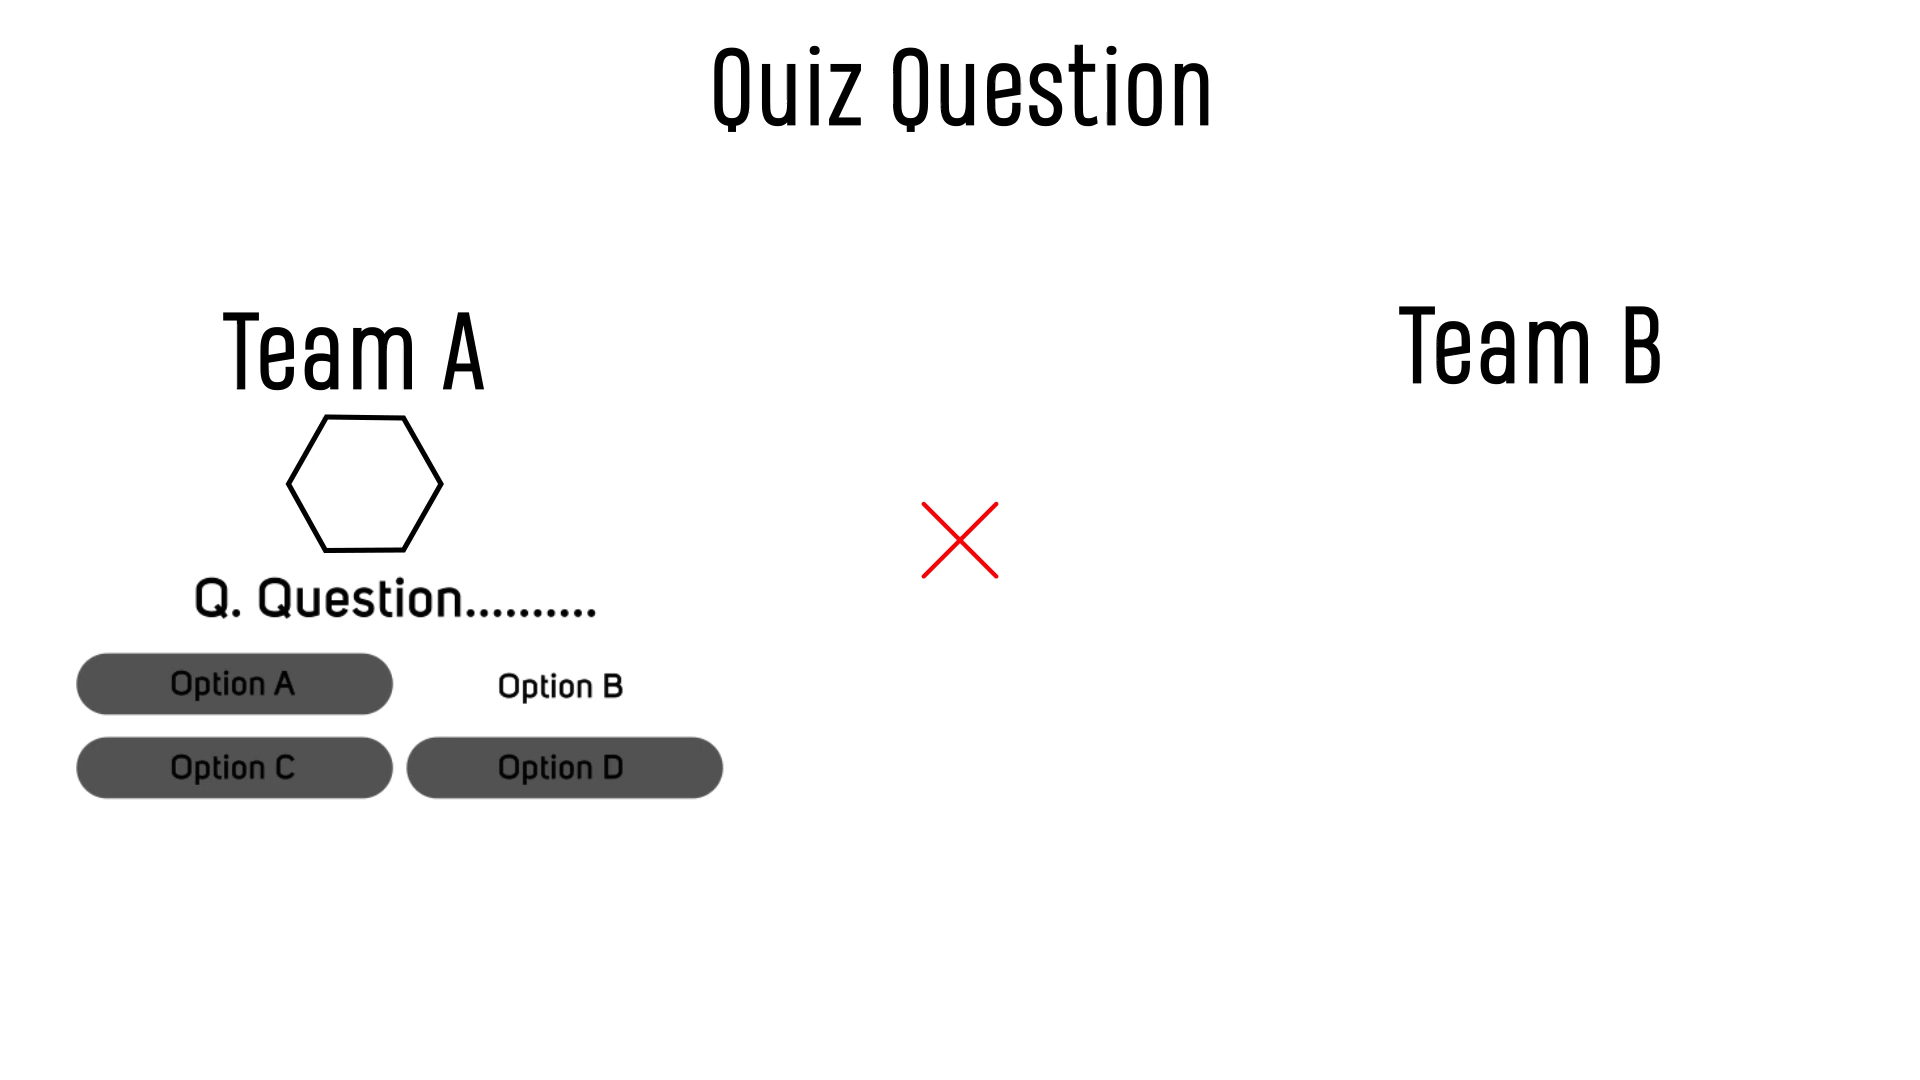 Quiz Question
Team A
Team B
Q. Question..........
Option A
Option B
Option C
Option D